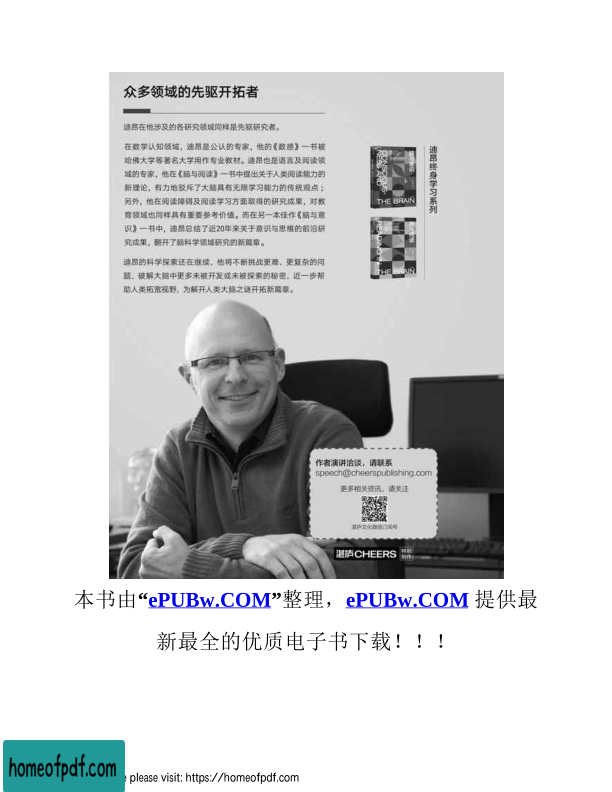 众多领域的先驱开拓者
迪昂在他涉及的各研究领域同样是先驱研究者。
在数学认知领域，迪昂是公认的专家，他的《数感》一书被
哈佛大学等著名大学用作专业教材。迪昂也是语言及阅读领
域的专家，他在《脑与阅读》一书中提出关于人类阅读能力的
新理论，有力地驳斥了大脑具有无限学习能力的传统观点；
另外，他在阅读障碍及阅读学习方面取得的研究成果，对教
育领域也同样具有重要参考价值。而在另一本佳作《脑与意
识》一书中，迪昂总结了近20年来关于意识与思维的前沿研
究成果，翻开了脑科学领域研究的新篇章。
迪昂的科学探索还在继续，他将不断挑战更难、更复杂的问
题，破解大脑中更多未被开发或未被探索的秘密，近一步帮
助人类拓宽视野，为解开人类大脑之谜开拓新篇章。
迪昂终身学习系列
THE BRAIN
THE BRAIN
作者演讲洽谈，请联系
speech@cheerspublishing.com
更多相关资讯，请关注
湛庐文化微信订阅号
湛庐CHEERS 特别制作
本书由“ePUBw.COM”整理，ePUBw.COM 提供最
新最全的优质电子书下载！！！
homeofpdf.com
e please visit: https://homeofpdf.com